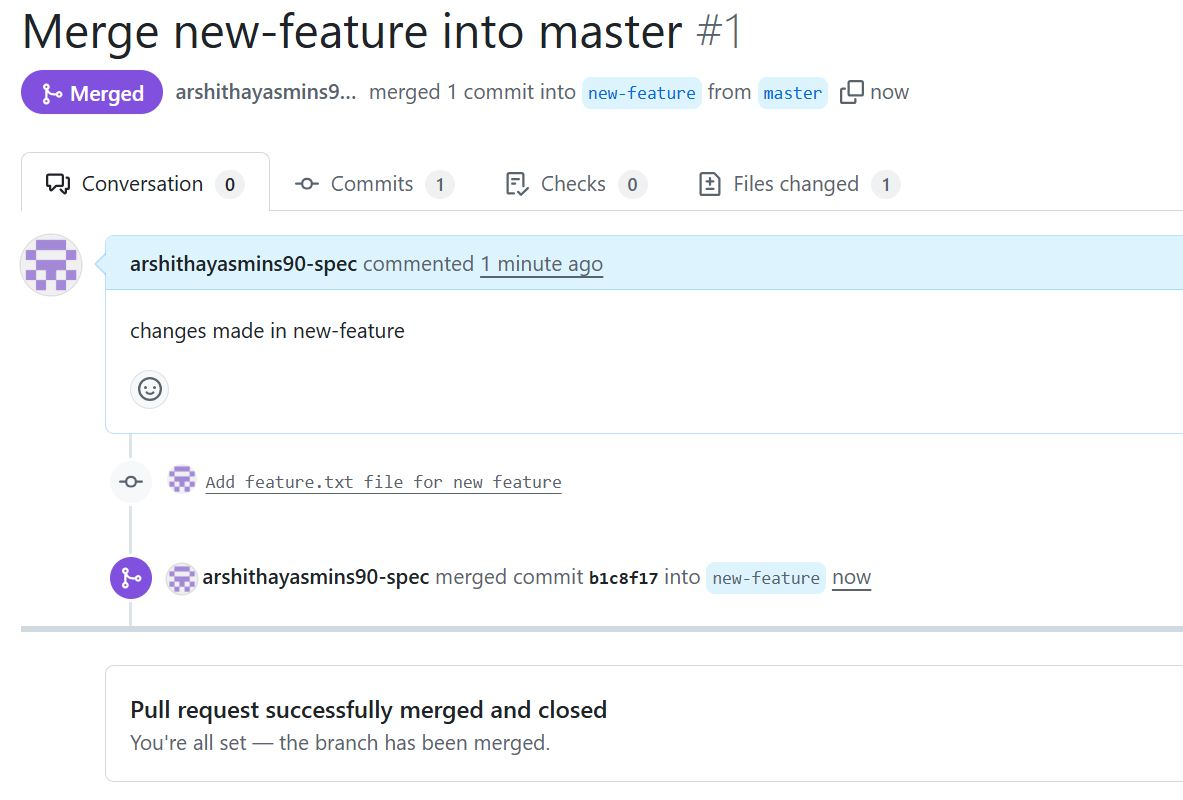 Merge new-feature into master #1
Merged arshithayasmins9... merged 1 commit into new-feature from master now
Conversation 0 Commits 1 Checks 0 Files changed 1
arshithayasmins90-spec commented 1 minute ago
changes made in new-feature
Add feature.txt file for new feature
arshithayasmins90-spec merged commit b1c8f17 into new-feature now
Pull request successfully merged and closed
You're all set — the branch has been merged.